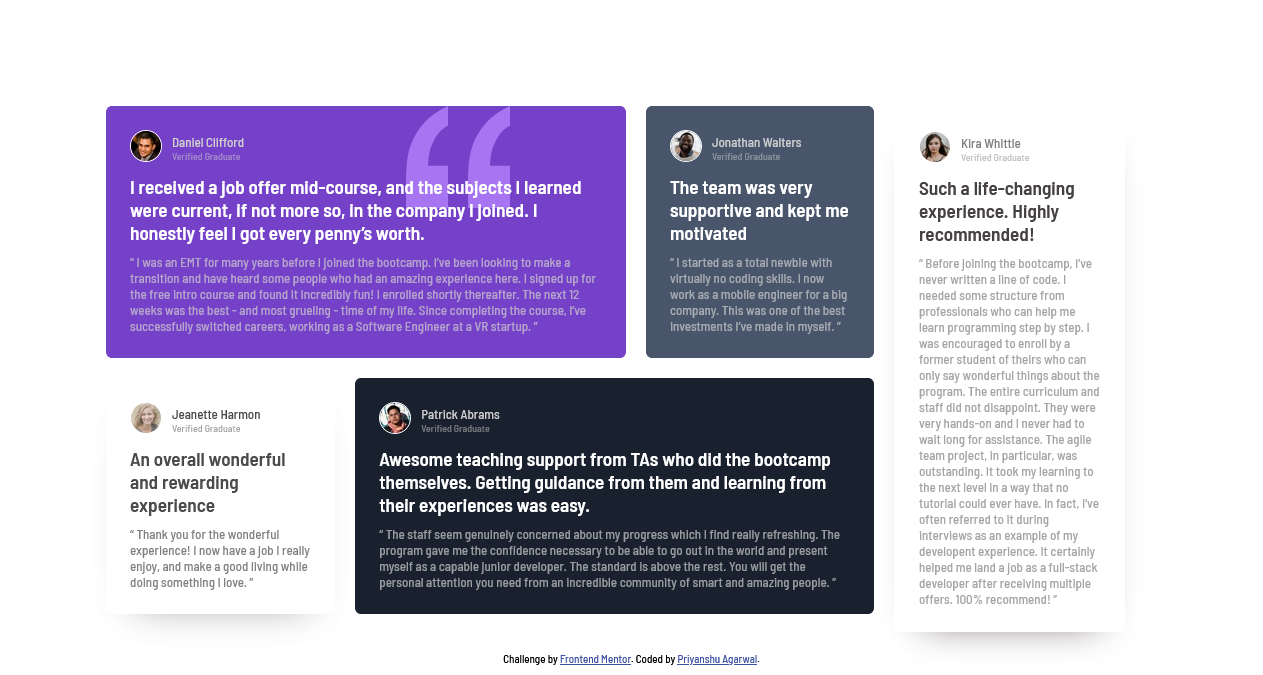 Daniel Clifford
Verified Graduate
I received a job offer mid-course, and the subjects I learned
were current, if not more so, in the company I joined. I
honestly feel I got every penny’s worth.
“ I was an EMT for many years before I joined the bootcamp. I’ve been looking to make a
transition and have heard some people who had an amazing experience here. I signed up for
the free intro course and found it incredibly fun! I enrolled shortly thereafter. The next 12
weeks was the best - and most grueling - time of my life. Since completing the course, I’ve
successfully switched careers, working as a Software Engineer at a VR startup. ”
Jonathan Walters
Verified Graduate
The team was very
supportive and kept me
motivated
“ I started as a total newbie with
virtually no coding skills. I now
work as a mobile engineer for a big
company. This was one of the best
investments I’ve made in myself. ”
Kira Whittle
Verified Graduate
Such a life-changing
experience. Highly
recommended!
“ Before joining the bootcamp, I’ve
never written a line of code. I
needed some structure from
professionals who can help me
learn programming step by step. I
was encouraged to enroll by a
former student of theirs who can
only say wonderful things about the
program. The entire curriculum and
staff did not disappoint. They were
very hands-on and I never had to
wait long for assistance. The agile
team project, in particular, was
outstanding. It took my learning to
the next level in a way that no
tutorial could ever have. In fact, I’ve
often referred to it during
interviews as an example of my
developent experience. It certainly
helped me land a job as a full-stack
developer after receiving multiple
offers. 100% recommend! ”
Jeanette Harmon
Verified Graduate
An overall wonderful
and rewarding
experience
“ Thank you for the wonderful
experience! I now have a job I really
enjoy, and make a good living while
doing something I love. ”
Patrick Abrams
Verified Graduate
Awesome teaching support from TAs who did the bootcamp
themselves. Getting guidance from them and learning from
their experiences was easy.
“ The staff seem genuinely concerned about my progress which I find really refreshing. The
program gave me the confidence necessary to be able to go out in the world and present
myself as a capable junior developer. The standard is above the rest. You will get the
personal attention you need from an incredible community of smart and amazing people. ”
Challenge by Frontend Mentor. Coded by Priyanshu Agarwal.